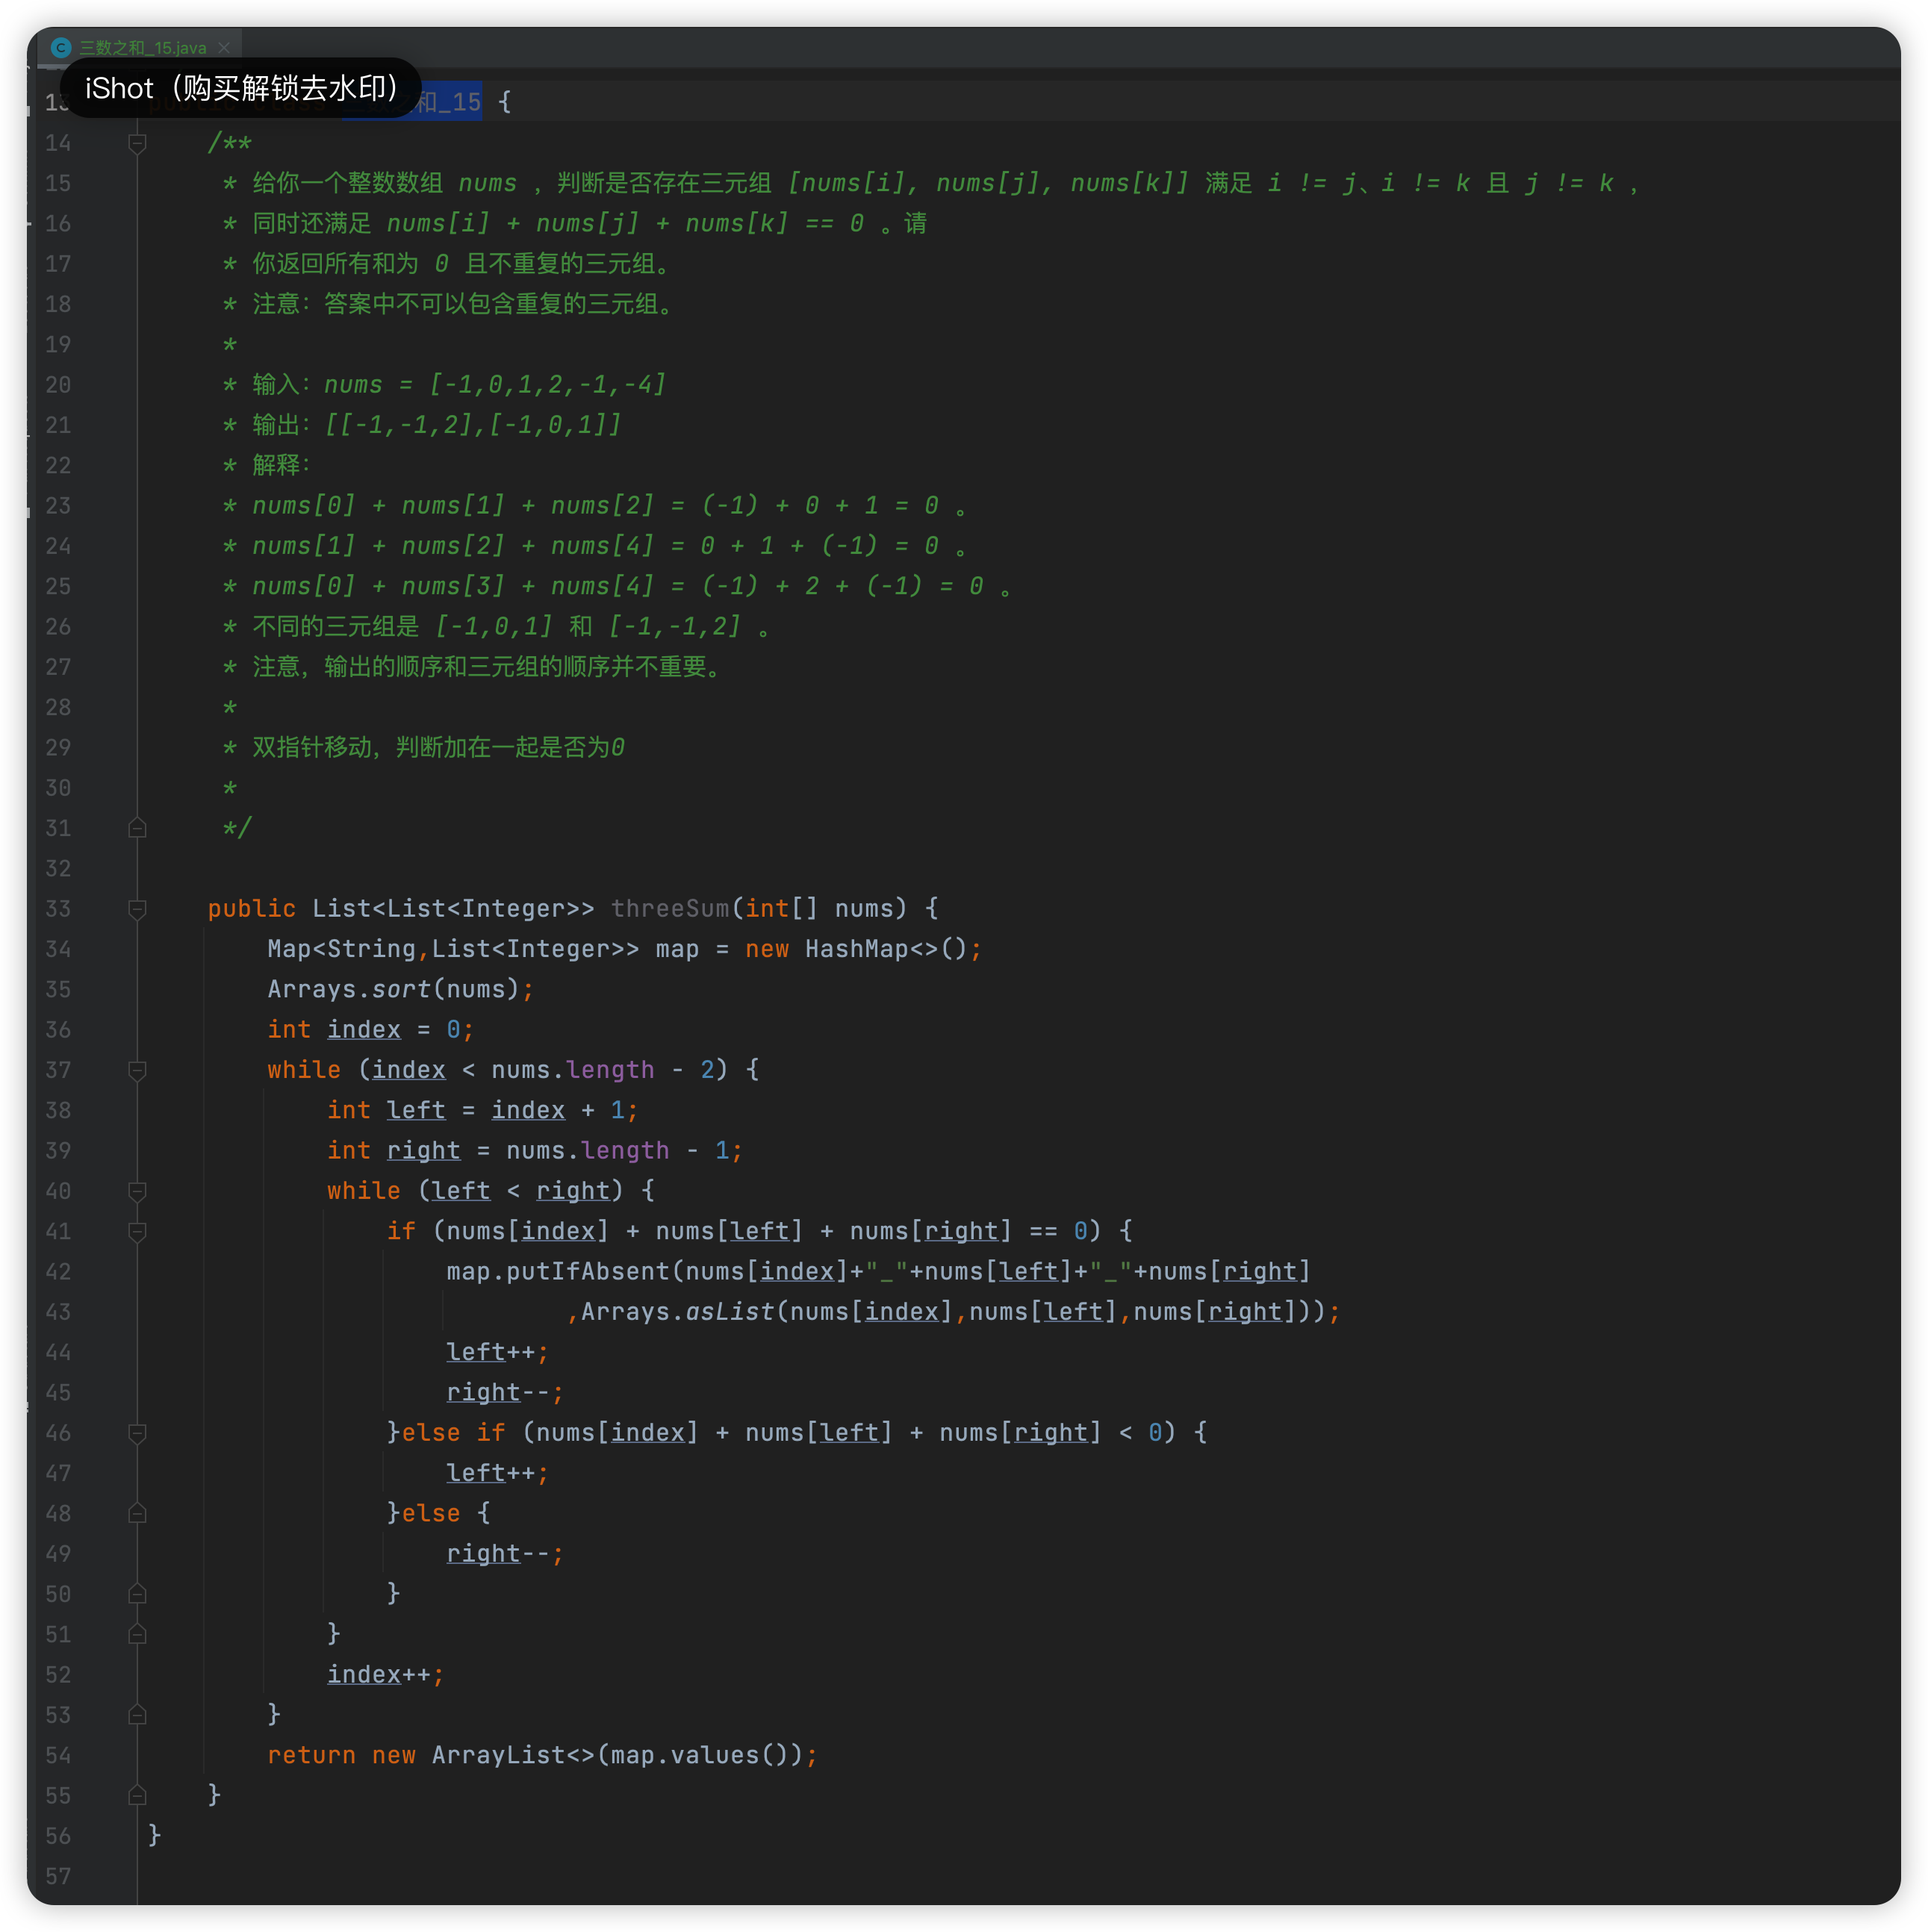 三数之和_15.java
iShot（购买解锁去水印）
13 和_15 {
14 /**
15 * 给你一个整数数组 nums ，判断是否存在三元组 [nums[i], nums[j], nums[k]] 满足 i != j、i != k 且 j != k ，
16 * 同时还满足 nums[i] + nums[j] + nums[k] == 0 。请
17 * 你返回所有和为 0 且不重复的三元组。
18 * 注意：答案中不可以包含重复的三元组。
19 *
20 * 输入：nums = [-1,0,1,2,-1,-4]
21 * 输出：[[-1,-1,2],[-1,0,1]]
22 * 解释：
23 * nums[0] + nums[1] + nums[2] = (-1) + 0 + 1 = 0 。
24 * nums[1] + nums[2] + nums[4] = 0 + 1 + (-1) = 0 。
25 * nums[0] + nums[3] + nums[4] = (-1) + 2 + (-1) = 0 。
26 * 不同的三元组是 [-1,0,1] 和 [-1,-1,2] 。
27 * 注意，输出的顺序和三元组的顺序并不重要。
28 *
29 * 双指针移动，判断加在一起是否为0
30 *
31 */
32
33 public List<List<Integer>> threeSum(int[] nums) {
34 Map<String,List<Integer>> map = new HashMap<>();
35 Arrays.sort(nums);
36 int index = 0;
37 while (index < nums.length - 2) {
38 int left = index + 1;
39 int right = nums.length - 1;
40 while (left < right) {
41 if (nums[index] + nums[left] + nums[right] == 0) {
42 map.putIfAbsent(nums[index]+"_"+nums[left]+"_"+nums[right]
43 ,Arrays.asList(nums[index],nums[left],nums[right]));
44 left++;
45 right--;
46 }else if (nums[index] + nums[left] + nums[right] < 0) {
47 left++;
48 }else {
49 right--;
50 }
51 }
52 index++;
53 }
54 return new ArrayList<>(map.values());
55 }
56 }
57